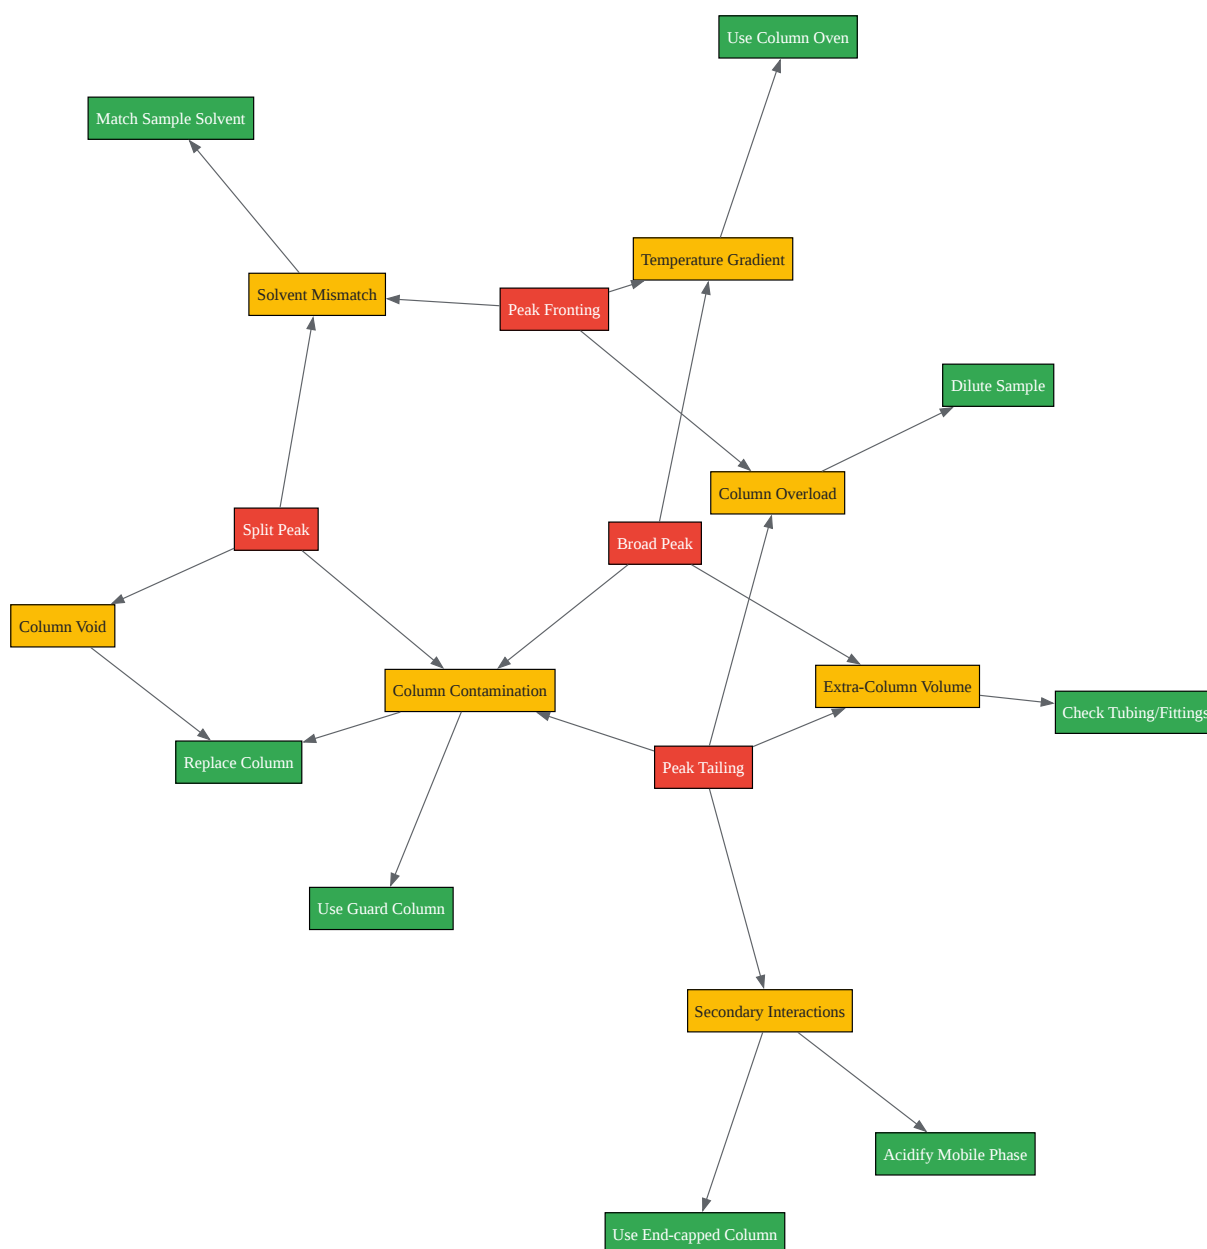 Use Column Oven
Match Sample Solvent
Temperature Gradient
Solvent Mismatch
Peak Fronting
Dilute Sample
Column Overload
Split Peak
Broad Peak
Column Void
Column Contamination
Extra-Column Volume
Check Tubing/Fittings
Replace Column
Peak Tailing
Use Guard Column
Secondary Interactions
Acidify Mobile Phase
Use End-capped Column